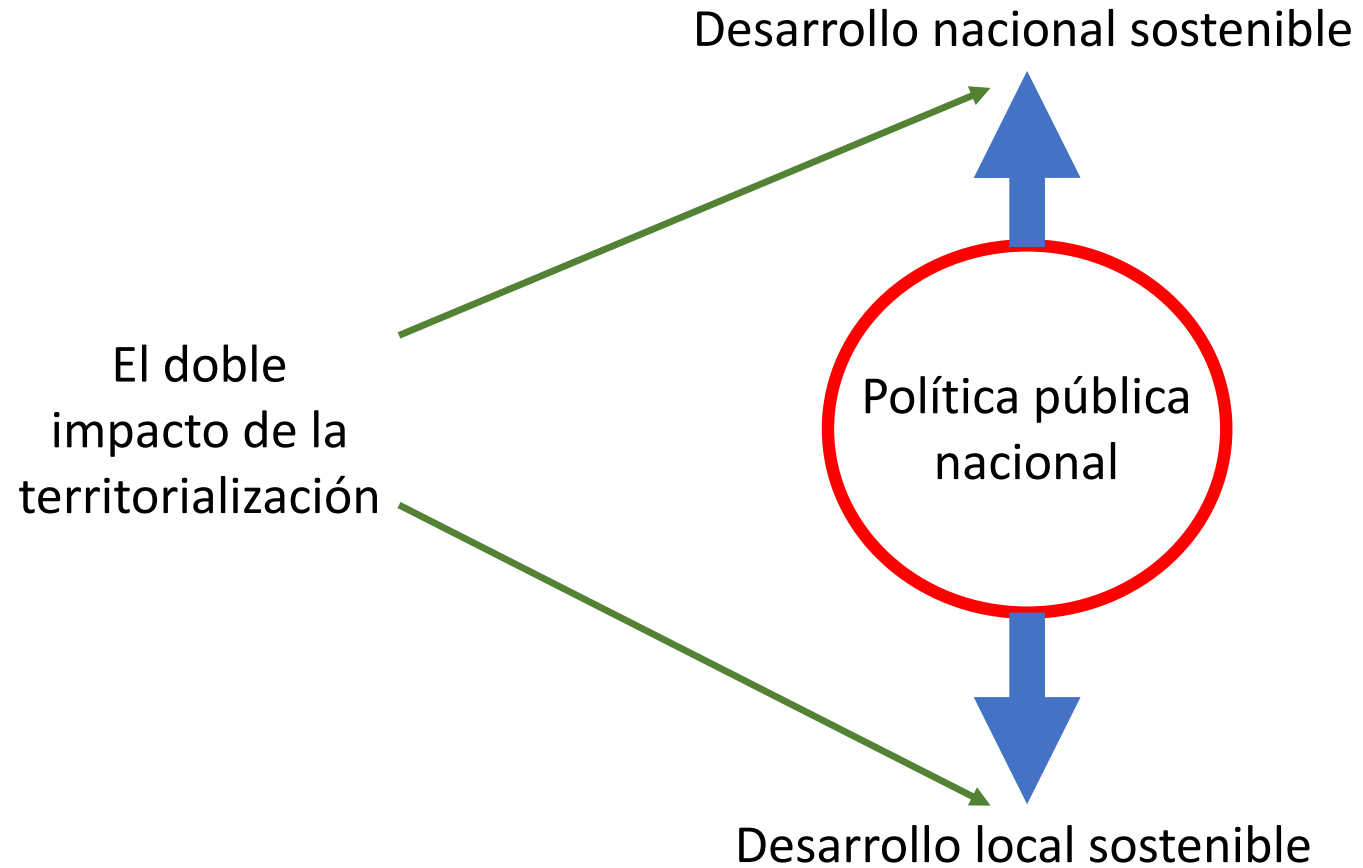 Desarrollo nacional sostenible
El doble
impacto de la
territorialización
Política pública
nacional
Desarrollo local sostenible